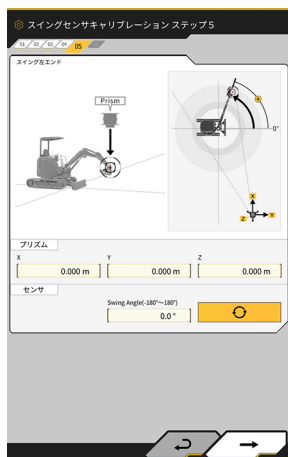 スイングセンサキャリブレーション ステップ5
01 02 03 04 05
スイング左エンド
Prism
+
0°
X
Z
Y
プリズム
X Y Z
0.000 m 0.000 m 0.000 m
センサ
Swing Angle(-180°~180°)
0.0 °